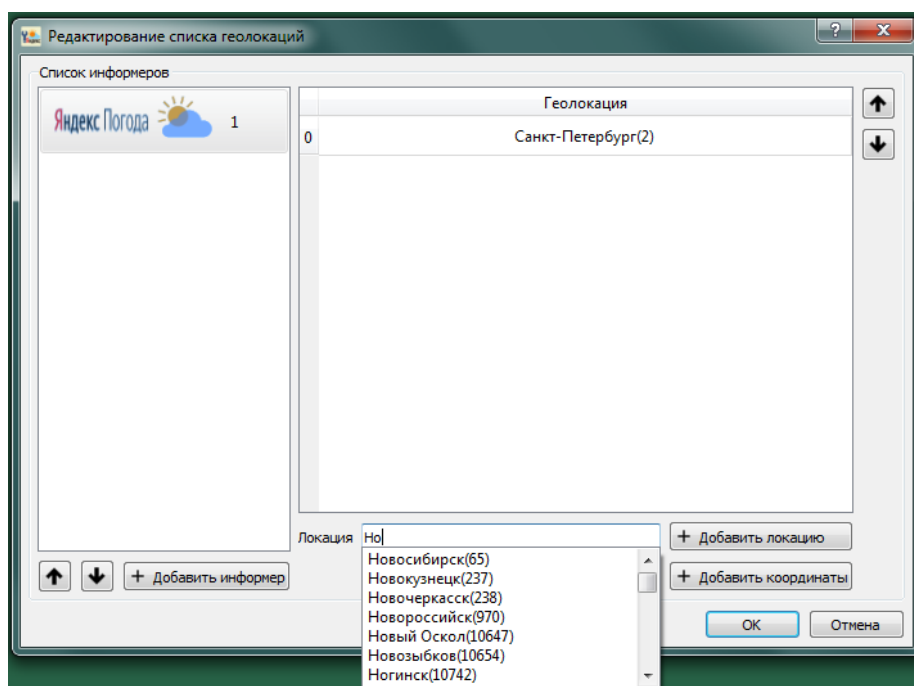 Редактирование списка геолокаций
Список информеров
Яндекс Погода 1
Геолокация
0 Санкт-Петербург(2)
Локация Но + Добавить локацию
Новосибирск(65)
Новокузнецк(237)
+ Добавить информер + Добавить координаты
Новочеркасск(238)
Новороссийск(970)
Новый Оскол(10647)
OK Отмена
Новозыбков(10654)
Ногинск(10742)